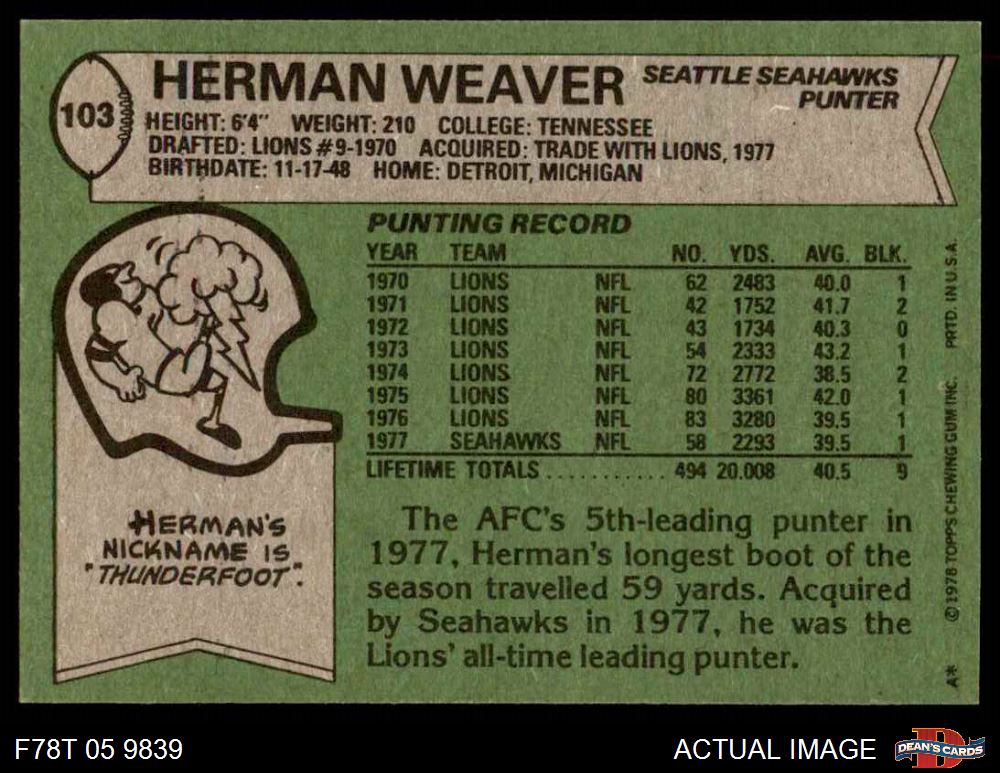 103
HERMAN WEAVER SEATTLE SEAHAWKS
PUNTER
HEIGHT: 6'4" WEIGHT: 210 COLLEGE: TENNESSEE
DRAFTED: LIONS #9-1970 ACQUIRED: TRADE WITH LIONS, 1977
BIRTHDATE: 11-17-48 HOME: DETROIT, MICHIGAN
PUNTING RECORD
YEAR TEAM NO. YDS. AVG. BLK.
1970 LIONS NFL 62 2483 40.0 1
1971 LIONS NFL 42 1752 41.7 2
1972 LIONS NFL 43 1734 40.3 0
1973 LIONS NFL 54 2333 43.2 1
1974 LIONS NFL 72 2772 38.5 2
1975 LIONS NFL 80 3361 42.0 1
1976 LIONS NFL 83 3280 39.5 1
1977 SEAHAWKS NFL 58 2293 39.5 1
LIFETIME TOTALS ........... 494 20.008 40.5 9
HERMAN'S
NICKNAME IS
"THUNDERFOOT".
The AFC's 5th-leading punter in
1977, Herman's longest boot of the
season travelled 59 yards. Acquired
by Seahawks in 1977, he was the
Lions' all-time leading punter.
A* © 1978 TOPPS CHEWING GUM INC. PRTD. IN U.S.A.
F78T 05 9839
ACTUAL IMAGE
D
DEAN'S CARDS